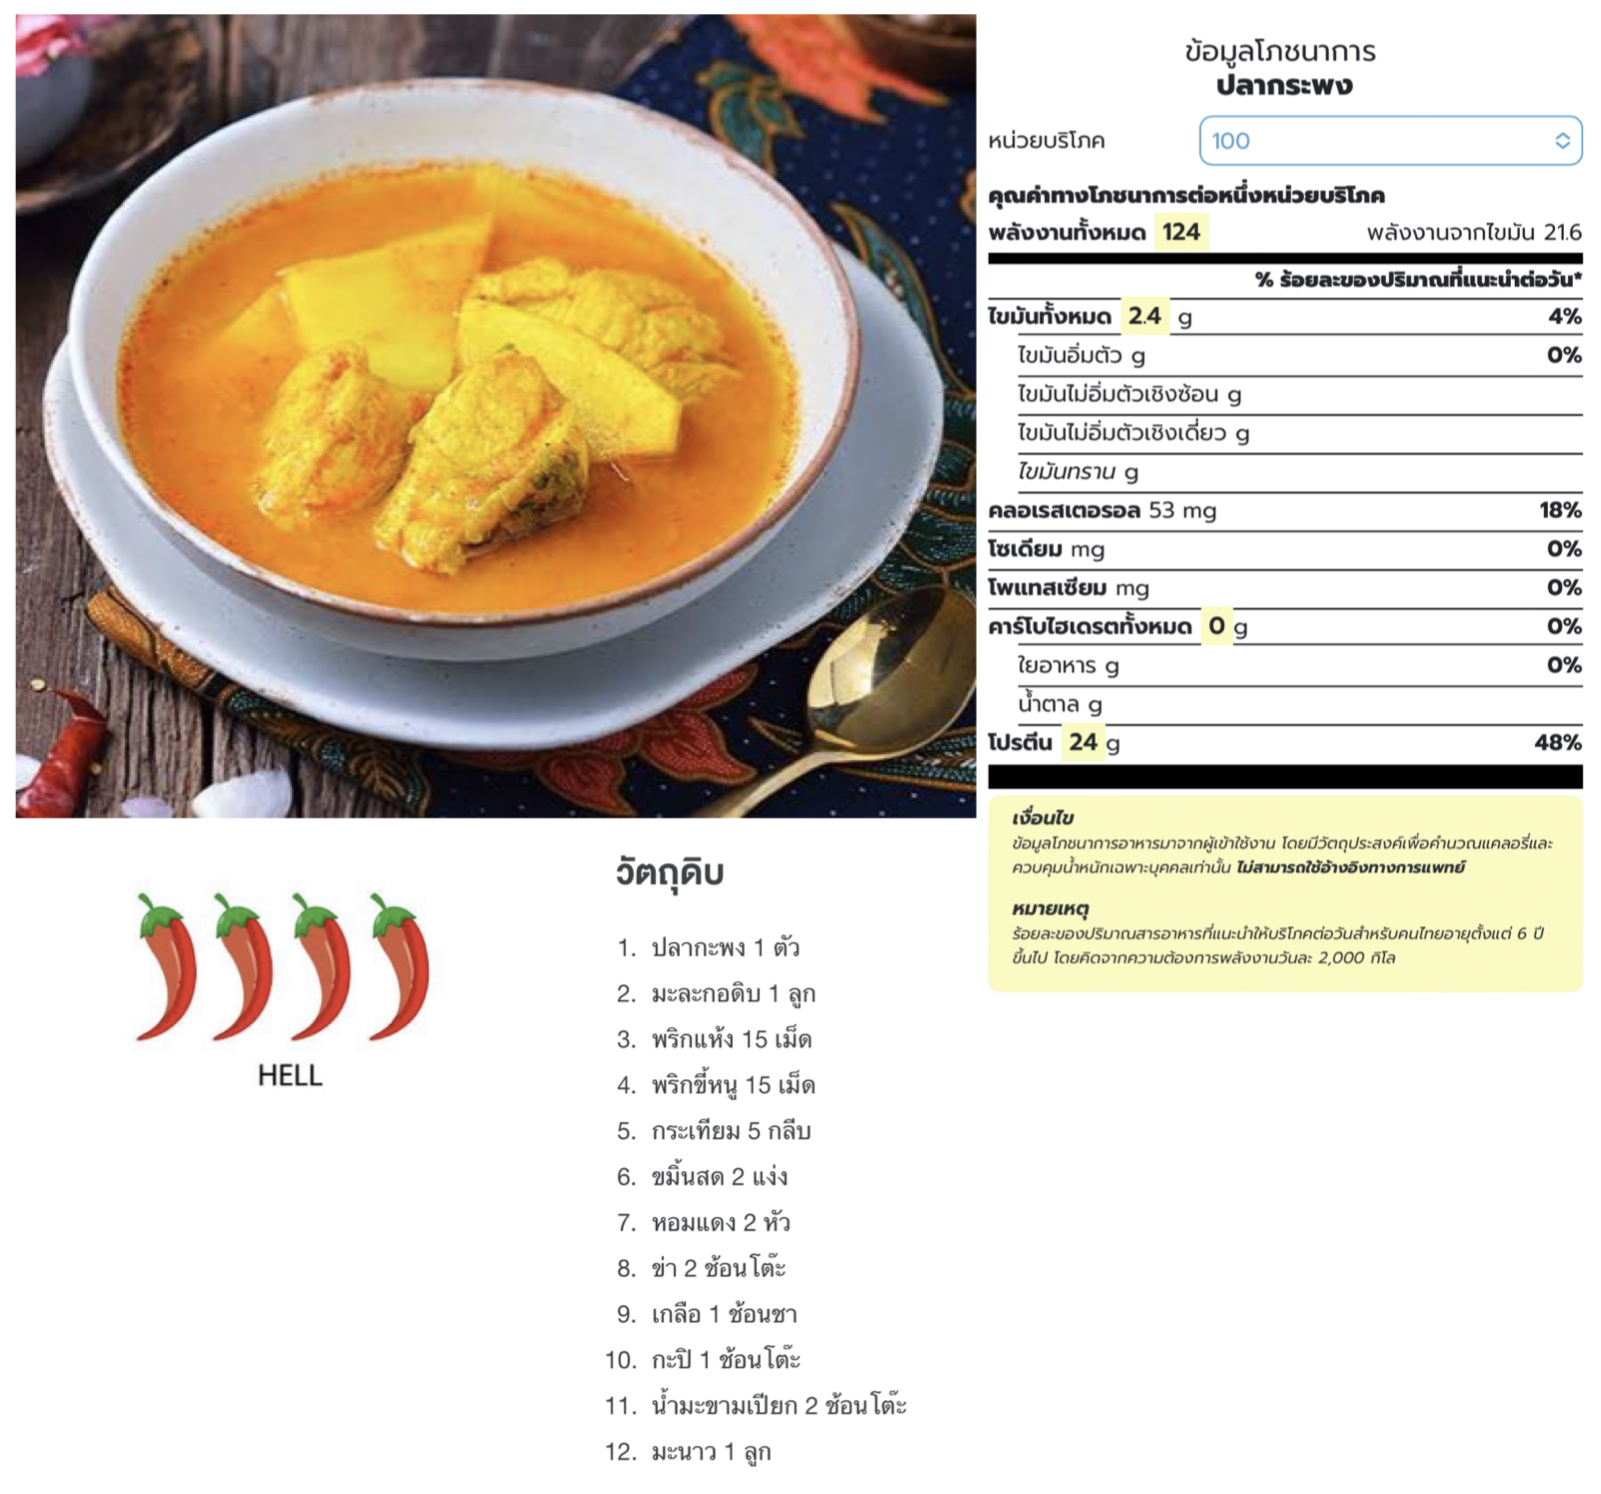 ข้อมูลโภชนาการ
ปลากระพง
หน่วยบริโภค 100
คุณค่าทางโภชนาการต่อหนึ่งหน่วยบริโภค
พลังงานทั้งหมด 124 พลังงานจากไขมัน 21.6
% ร้อยละของปริมาณที่แนะนำต่อวัน*
ไขมันทั้งหมด 2.4 g 4%
ไขมันอิ่มตัว g 0%
ไขมันไม่อิ่มตัวเชิงซ้อน g
ไขมันไม่อิ่มตัวเชิงเดี่ยว g
ไขมันทราน g
คลอเรสเตอรอล 53 mg 18%
โซเดียม mg 0%
โพแทสเซียม mg 0%
คาร์โบไฮเดรตทั้งหมด 0 g 0%
ใยอาหาร g 0%
น้ำตาล g
โปรตีน 24 g 48%
เงื่อนไข
ข้อมูลโภชนาการอาหารมาจากผู้เข้าใช้งาน โดยมีวัตถุประสงค์เพื่อคำนวณแคลอรี่และ
ควบคุมน้ำหนักเฉพาะบุคคลเท่านั้น ไม่สามารถใช้อ้างอิงทางการแพทย์
หมายเหตุ
ร้อยละของปริมาณสารอาหารที่แนะนำให้บริโภคต่อวันสำหรับคนไทยอายุตั้งแต่ 6 ปี
ขึ้นไป โดยคิดจากความต้องการพลังงานวันละ 2,000 กิโล
HELL
วัตถุดิบ
1. ปลากะพง 1 ตัว
2. มะละกอดิบ 1 ลูก
3. พริกแห้ง 15 เม็ด
4. พริกขี้หนู 15 เม็ด
5. กระเทียม 5 กลีบ
6. ขมิ้นสด 2 แง่ง
7. หอมแดง 2 หัว
8. ข่า 2 ช้อนโต๊ะ
9. เกลือ 1 ช้อนชา
10. กะปิ 1 ช้อนโต๊ะ
11. น้ำมะขามเปียก 2 ช้อนโต๊ะ
12. มะนาว 1 ลูก